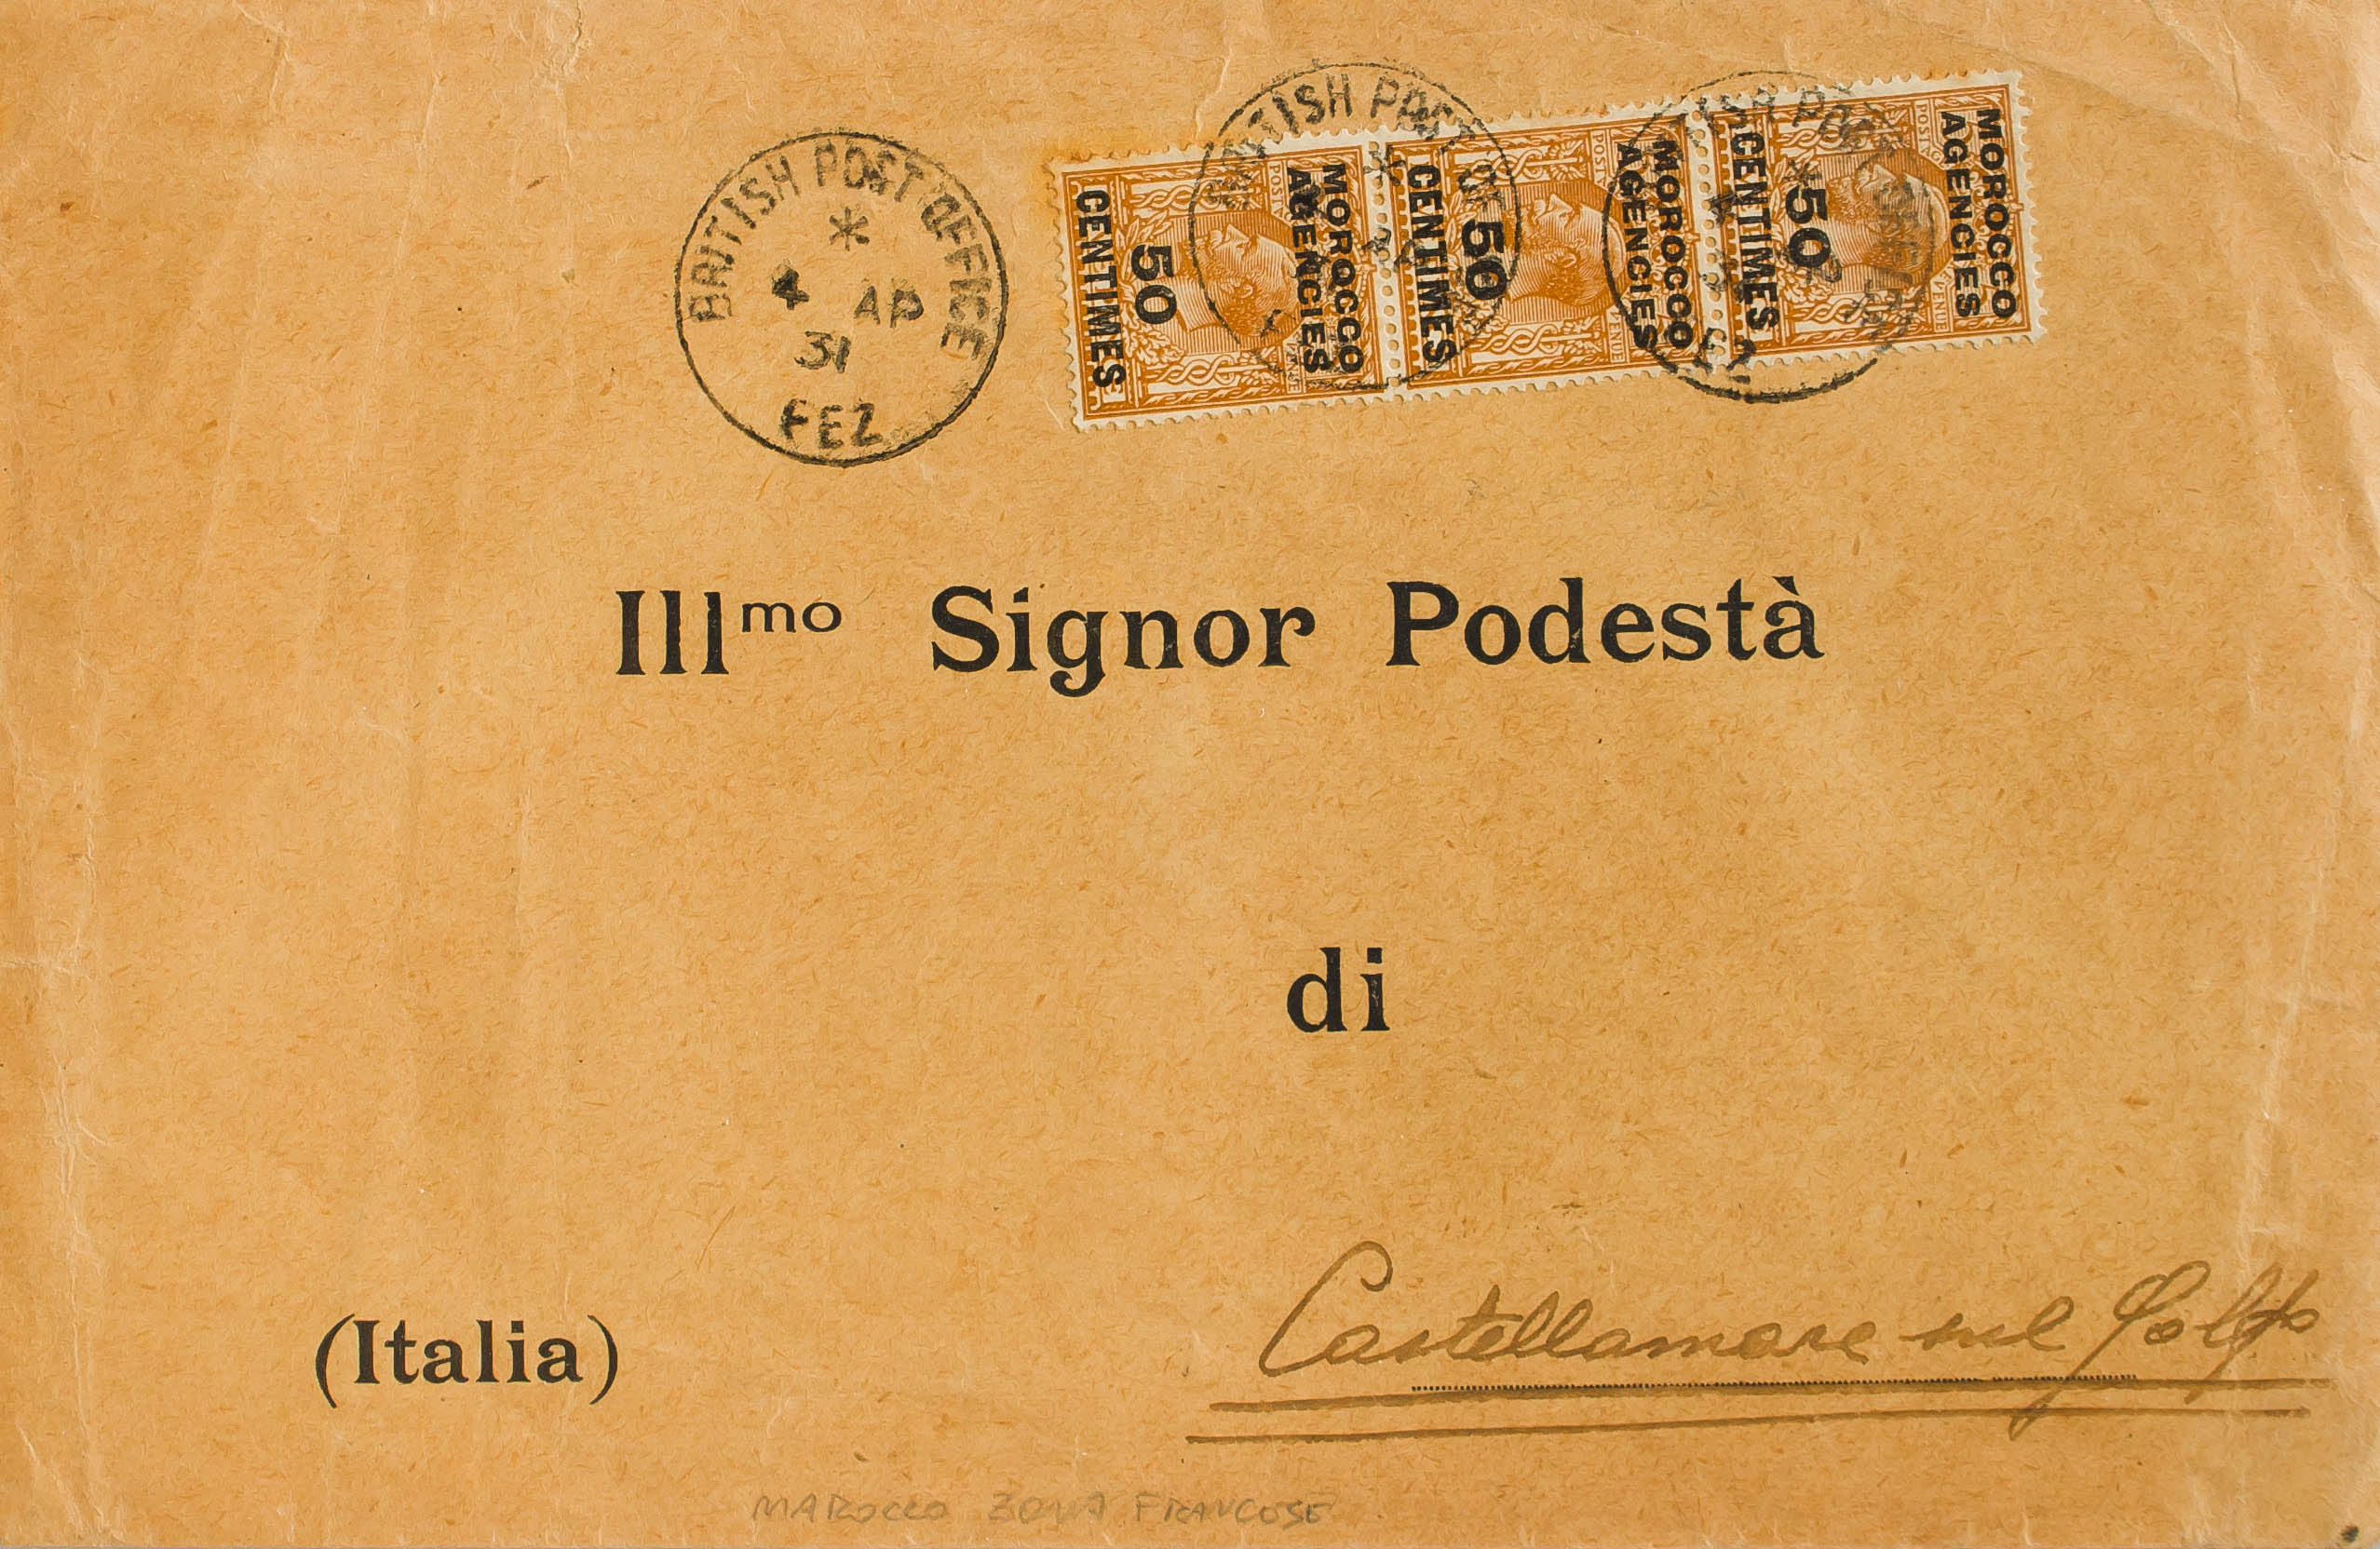 BRITISH POST OFFICE
*
4 AP
31
FEZ
MOROCCO
AGENCIES
50
CENTIMES
MOROCCO
AGENCIES
50
CENTIMES
MOROCCO
AGENCIES
50
CENTIMES
Illmo Signor Podestà
di
(Italia)
Castellamare sul Golfo
MAROCCO ZONA FRANCESE